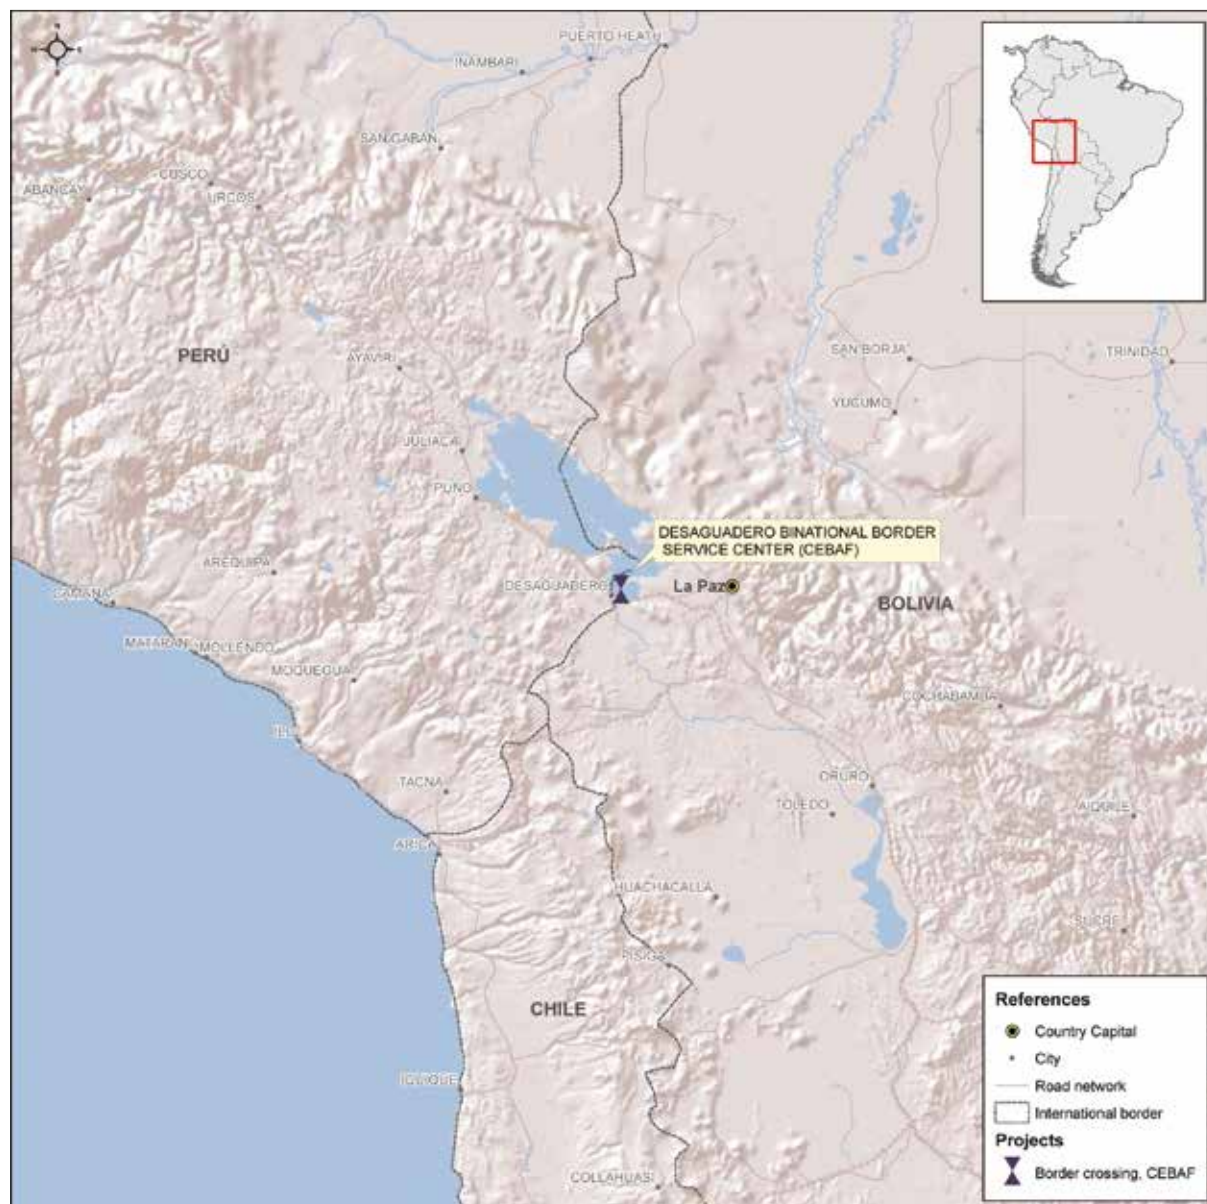 N
W
E
S
PUERTO HEATH
INAMBARI
SAN GABAN
CUSCO
ABANCAY
URCOS
PERÚ
AYAVIRI
SAN BORJA
TRINIDAD
YUCUMO
JULIACA
PUNO
DESAGUADERO BINATIONAL BORDER
SERVICE CENTER (CEBAF)
AREQUIPA
DESAGUADERO
La Paz
BOLIVIA
CAMANA
MATARANI
MOLLENDO
MOQUEGUA
COCHABAMBA
ILO
TACNA
ORURO
TOLEDO
AIQUILE
ARICA
HUACHACALLA
SUCRE
PISIGA
CHILE
IQUIQUE
COLLAHUASI
References
Country Capital
City
Road network
International border
Projects
Border crossing, CEBAF